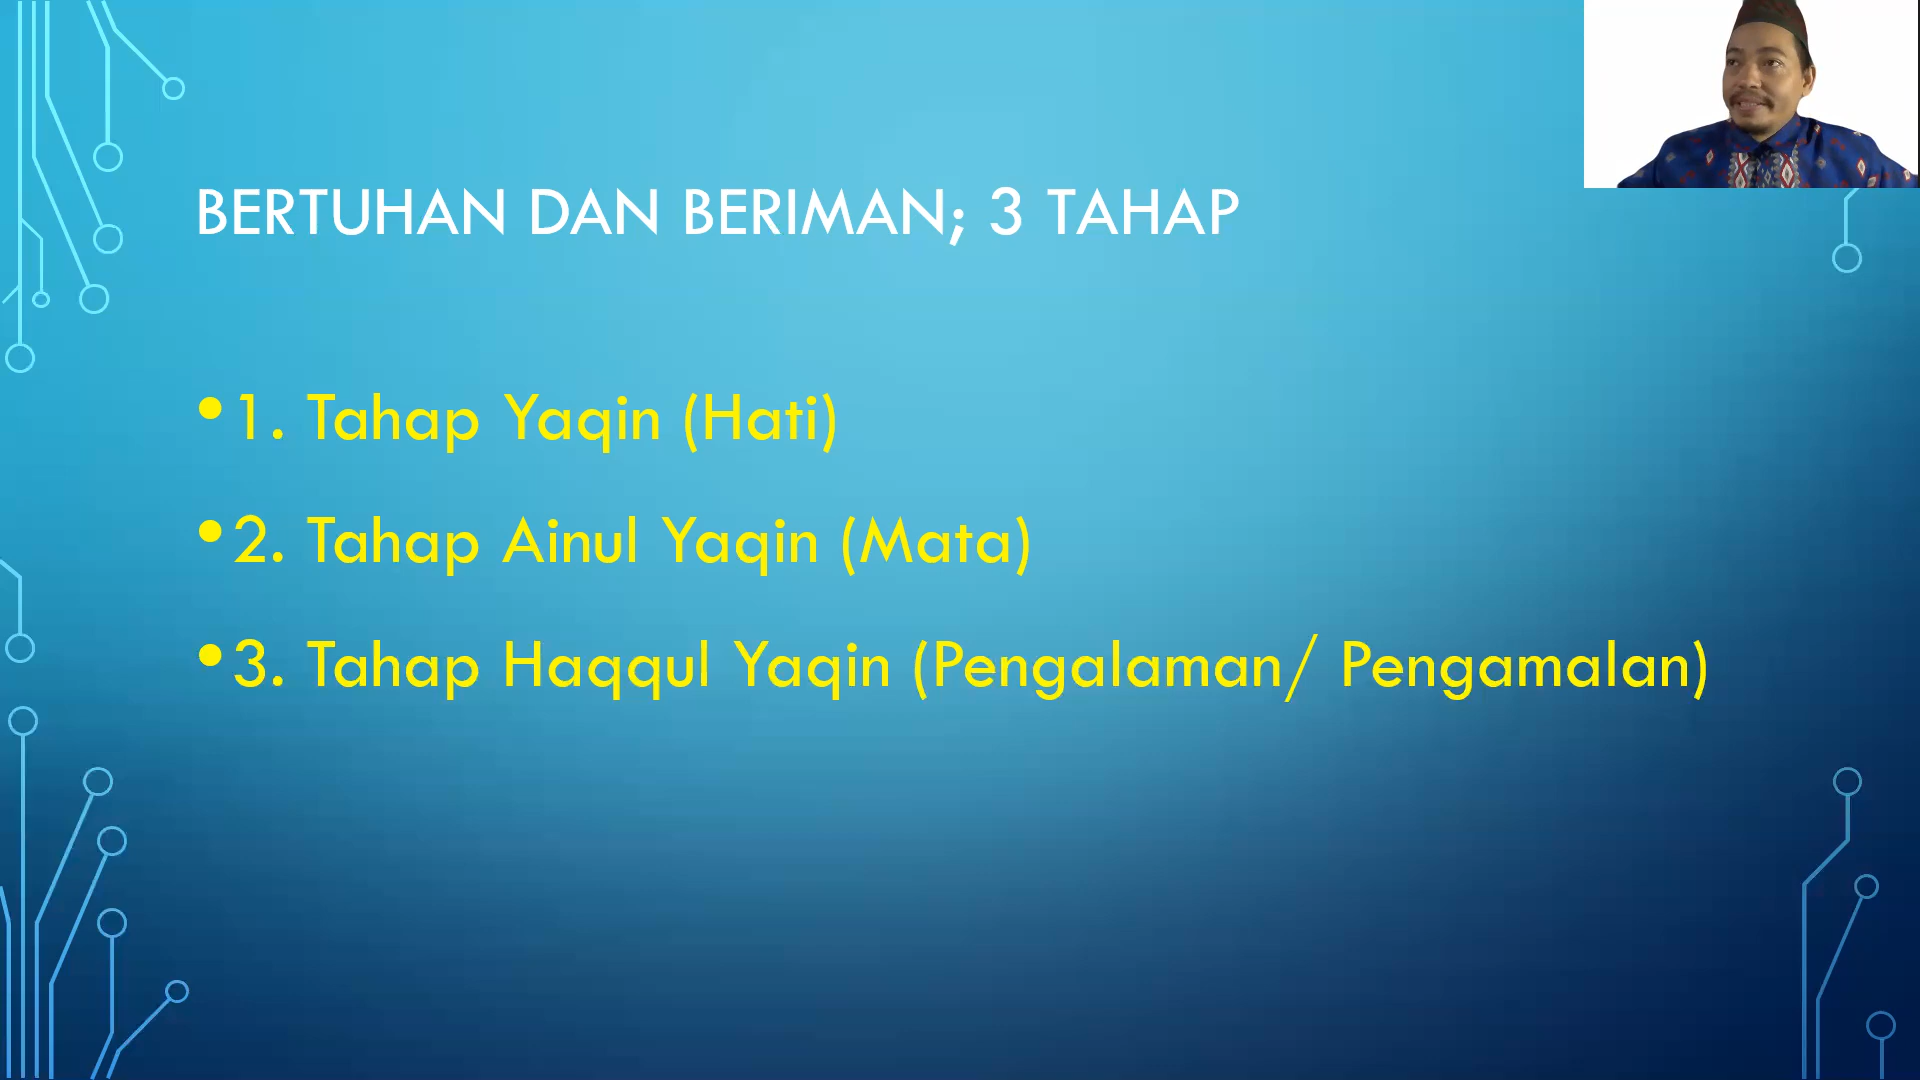 BERTUHAN DAN BERIMAN; 3 TAHAP
•1. Tahap Yaqin (Hati)
•2. Tahap Ainul Yaqin (Mata)
•3. Tahap Haqqul Yaqin (Pengalaman/ Pengamalan)